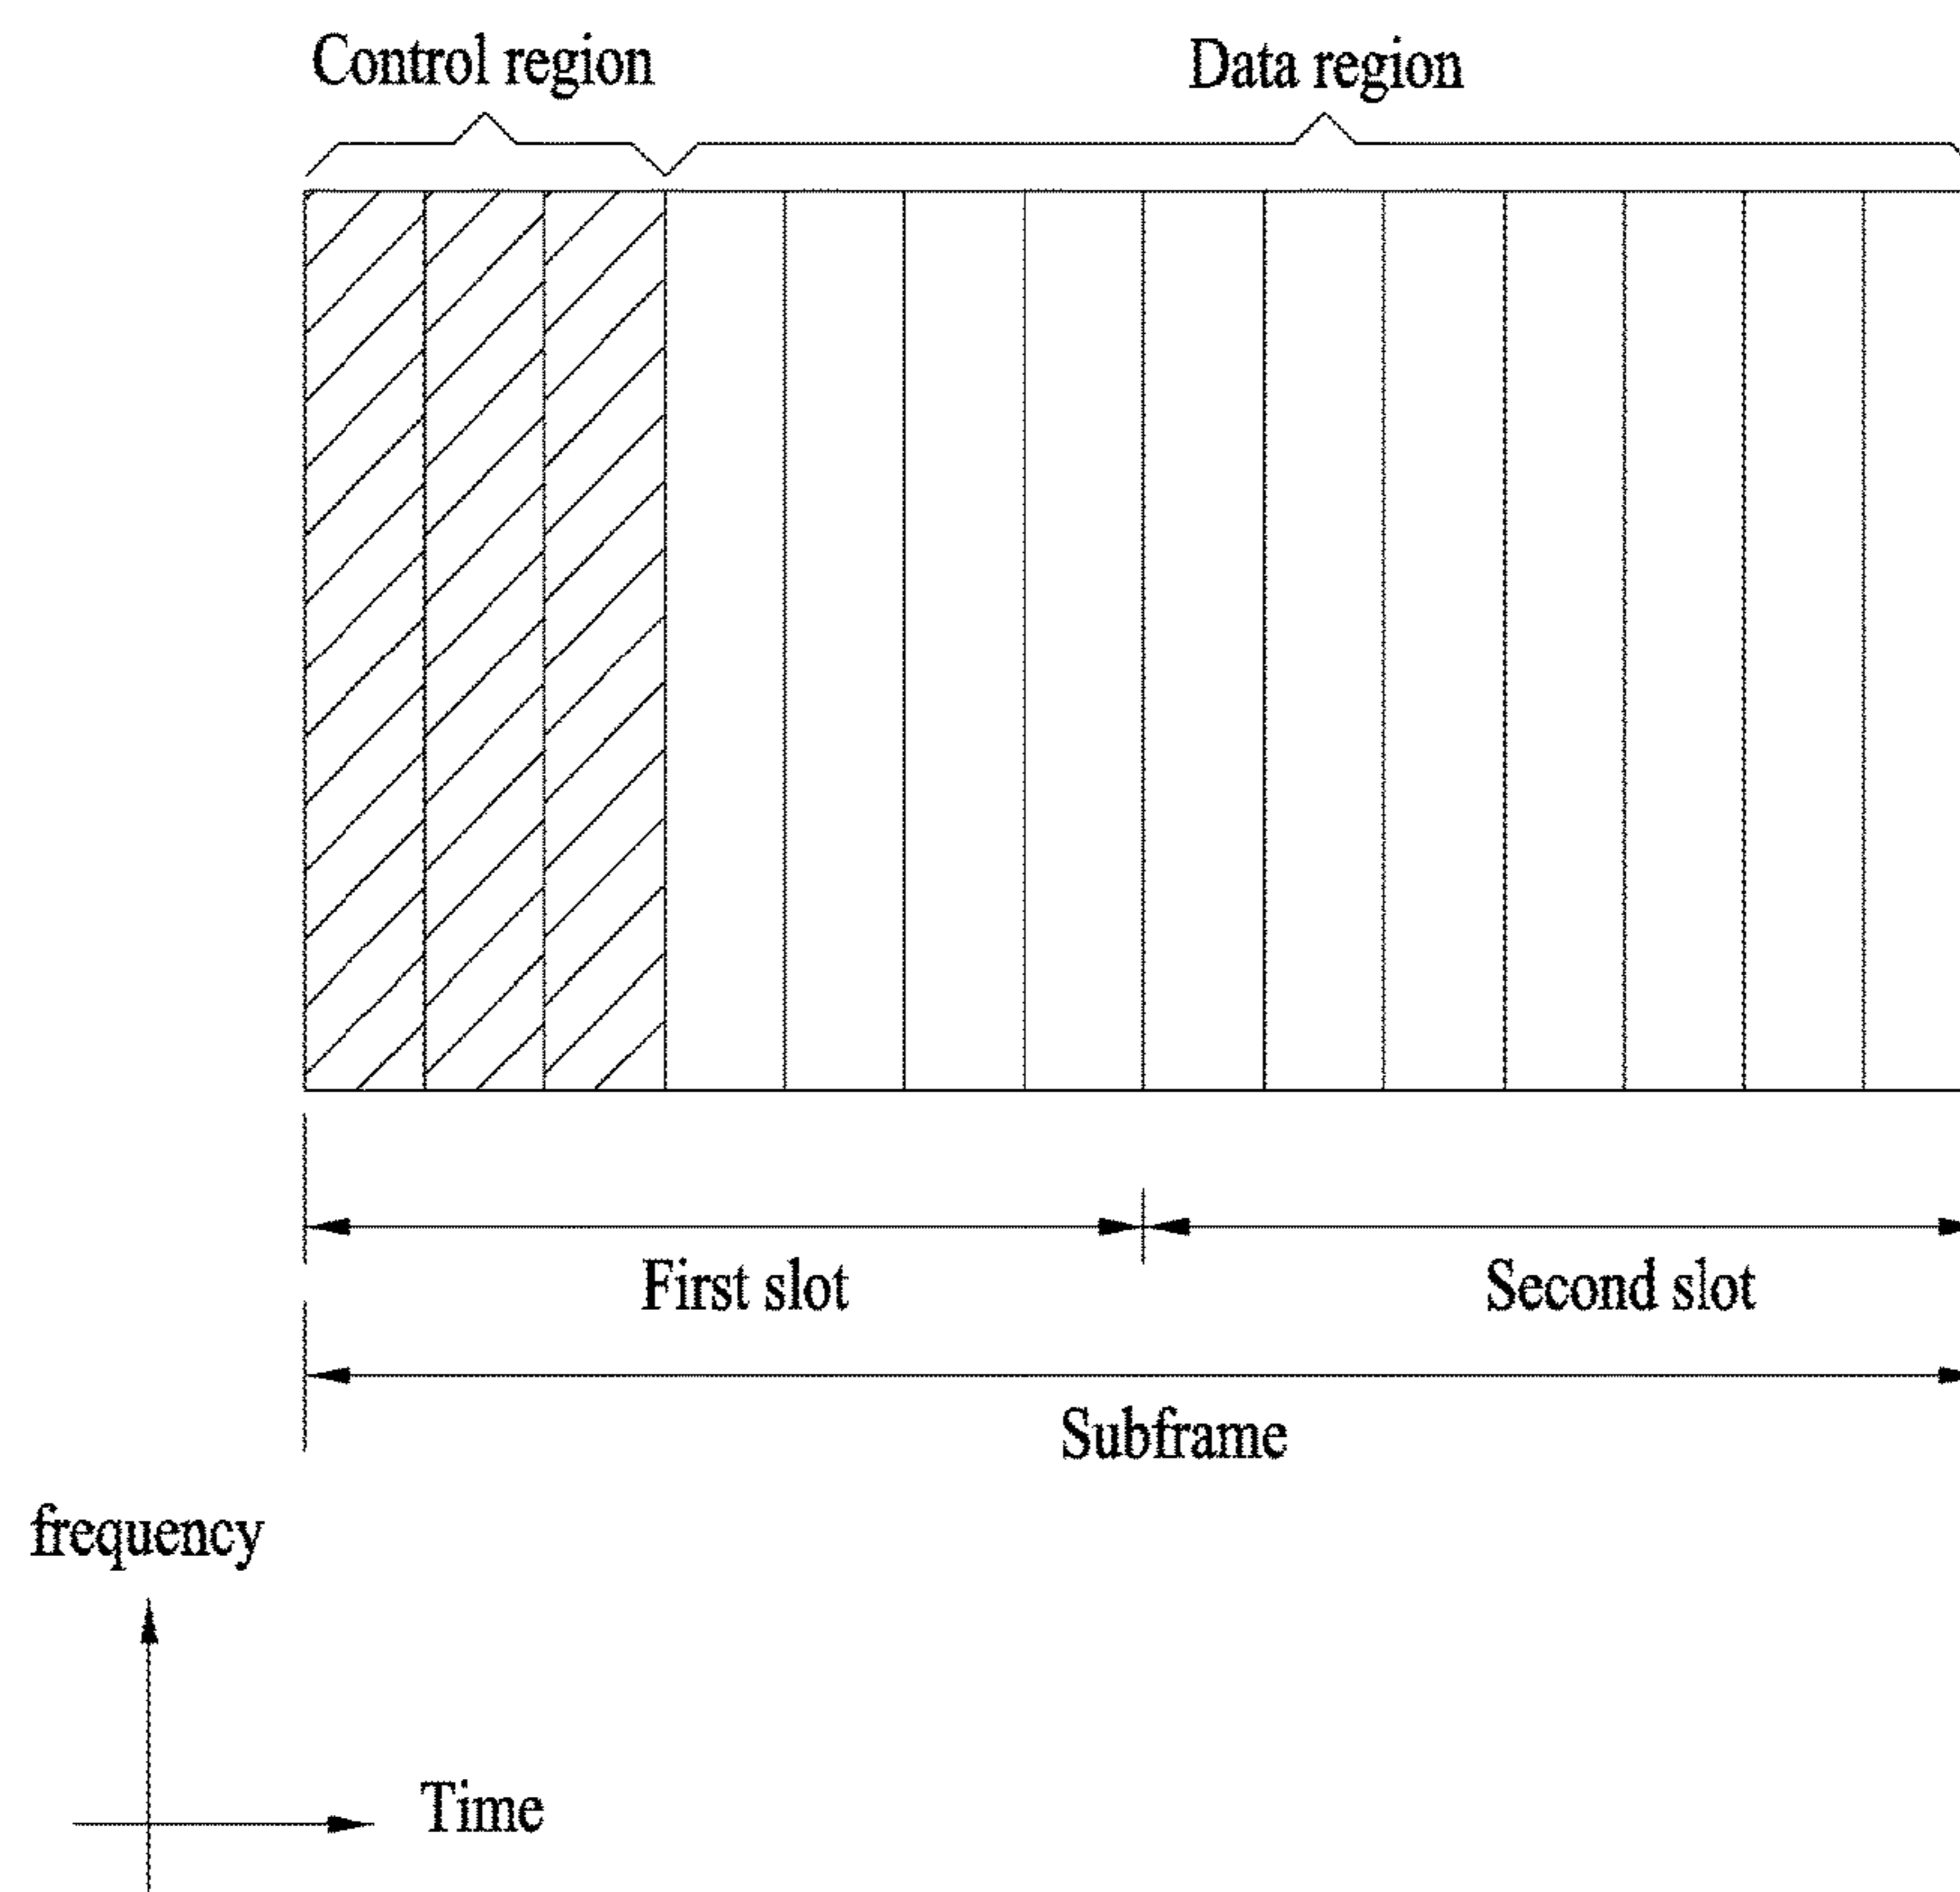 Control region
Data region
First slot
Second slot
Subframe
frequency
Time